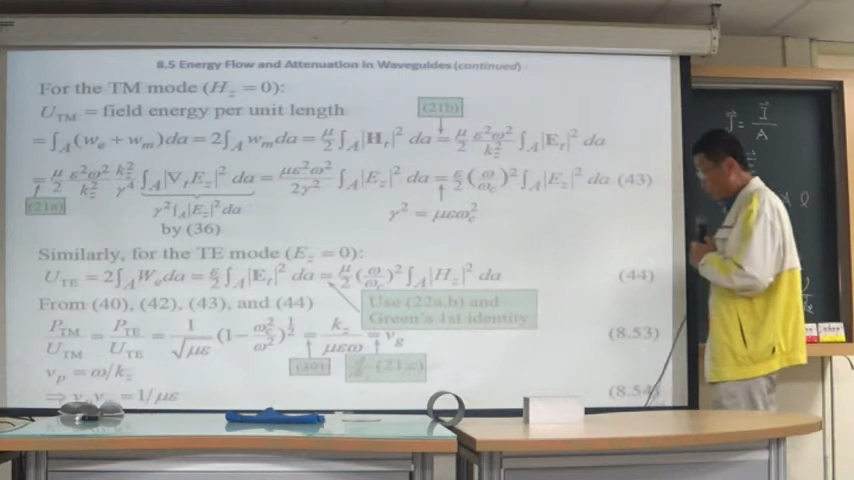 8.5 Energy Flow and Attenuation in Waveguides (continued)
For the TM mode (H_z = 0):
U_TM = field energy per unit length
(21b)
= ∫_A (w_e + w_m) da = 2∫_A w_m da = μ/2 ∫_A |H_t|² da = μ/2 ε²ω²/k_z² ∫_A |E_t|² da
= μ/2 ε²ω²/k_z² k_z²/γ⁴ ∫_A |∇_t E_z|² da = με²ω²/2γ² ∫_A |E_z|² da = ε/2 (ω/ω_c)² ∫_A |E_z|² da (43)
(21a)
γ² ∫_A |E_z|² da
γ² = μεω_c²
by (36)
Similarly, for the TE mode (E_z = 0):
U_TE = 2∫_A W_e da = ε/2 ∫_A |E_t|² da = μ/2 (ω/ω_c)² ∫_A |H_z|² da (44)
From (40), (42), (43), and (44)
Use (22a,b) and
Green's 1st identity
P_TM/U_TM = P_TE/U_TE = 1/√με (1 − ω_c²/ω²)^½ = k_z/μεω = v_g (8.53)
v_p = ω/k_z
⇒ v_p v_g = 1/με (8.54)
J⃗ = I⃗/A